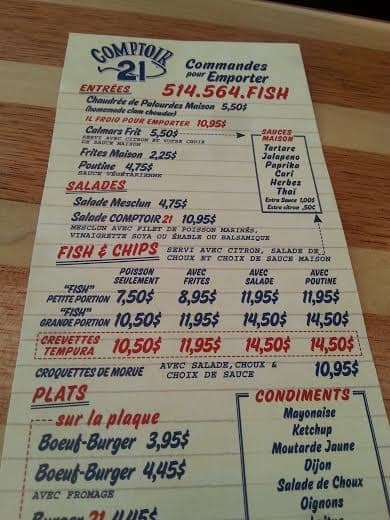 COMPTOIR
21
Commandes
pour Emporter
514.564.FISH
ENTRÉES
Chaudrée de Palourdes Maison 5,50$
(homemade clam chowder)
IL FROID POUR EMPORTER 10,95$
Calmars Frit 5,50$
SERVI AVEC CITRON ET VOTRE CHOIX
DE SAUCE MAISON
Frites Maison 2,25$
Poutine 4,75$
SAUCE VÉGÉTARIENNE
SAUCES
MAISON
Tartare
Jalapeno
Paprika
Cari
Herbes
Thai
Extra Sauce 1,00$
Extra citron ,50¢
SALADES
Salade Mesclun 4,75$
Salade COMPTOIR 21 10,95$
MESCLUN AVEC FILET DE POISSON MARINÉS,
VINAIGRETTE SOYA OU ÉRABLE OU BALSAMIQUE
FISH & CHIPS SERVI AVEC CITRON, SALADE DE
CHOUX ET CHOIX DE SAUCE MAISON
POISSON SEULEMENT AVEC FRITES AVEC SALADE AVEC POUTINE
"FISH" PETITE PORTION 7,50$ 8,95$ 11,95$ 11,95$
"FISH" GRANDE PORTION 10,50$ 11,95$ 14,50$ 14,50$
CREVETTES TEMPURA 10,50$ 11,95$ 14,50$ 14,50$
CROQUETTES DE MORUE AVEC SALADE, CHOUX & CHOIX DE SAUCE 10,95$
PLATS
sur la plaque
Boeuf-Burger 3,95$
Boeuf-Burger 4,45$
AVEC FROMAGE
Burger 21 4,45$
CONDIMENTS
Mayonaise
Ketchup
Moutarde Jaune
Dijon
Salade de Choux
Oignons